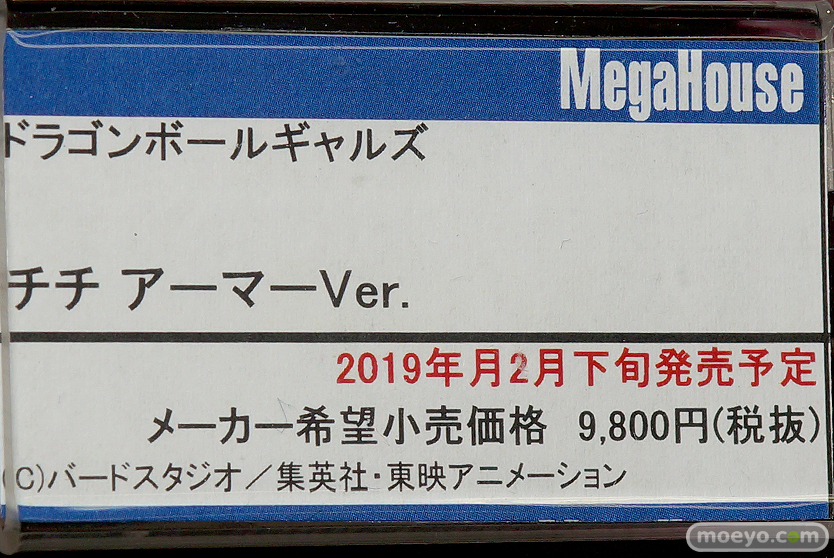 MegaHouse
ドラゴンボールギャルズ
チチ アーマーVer.
2019年月2月下旬発売予定
メーカー希望小売価格 9,800円(税抜)
(C)バードスタジオ／集英社・東映アニメーション
moeyo.com